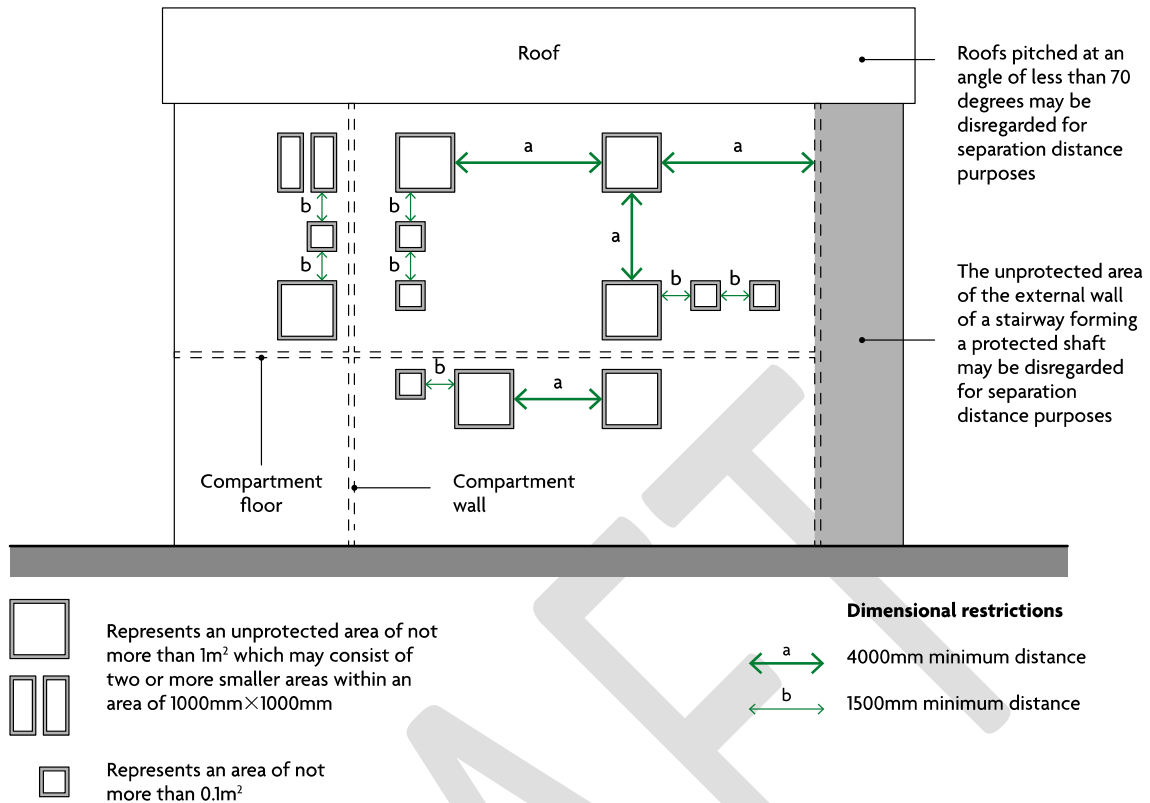 Roof
Roofs pitched at an
angle of less than 70
degrees may be
disregarded for
separation distance
purposes
a
a
b
b
b
b
a
b
b
The unprotected area
of the external wall
of a stairway forming
a protected shaft
may be disregarded
for separation
distance purposes
b
a
Compartment
floor
Compartment
wall
Represents an unprotected area of not
more than 1m²  which may consist of
two or more smaller areas within an
area of 1000mm×1000mm
Represents an area of not
more than 0.1m²
Dimensional restrictions
a
4000mm minimum distance
b
1500mm minimum distance
AFT